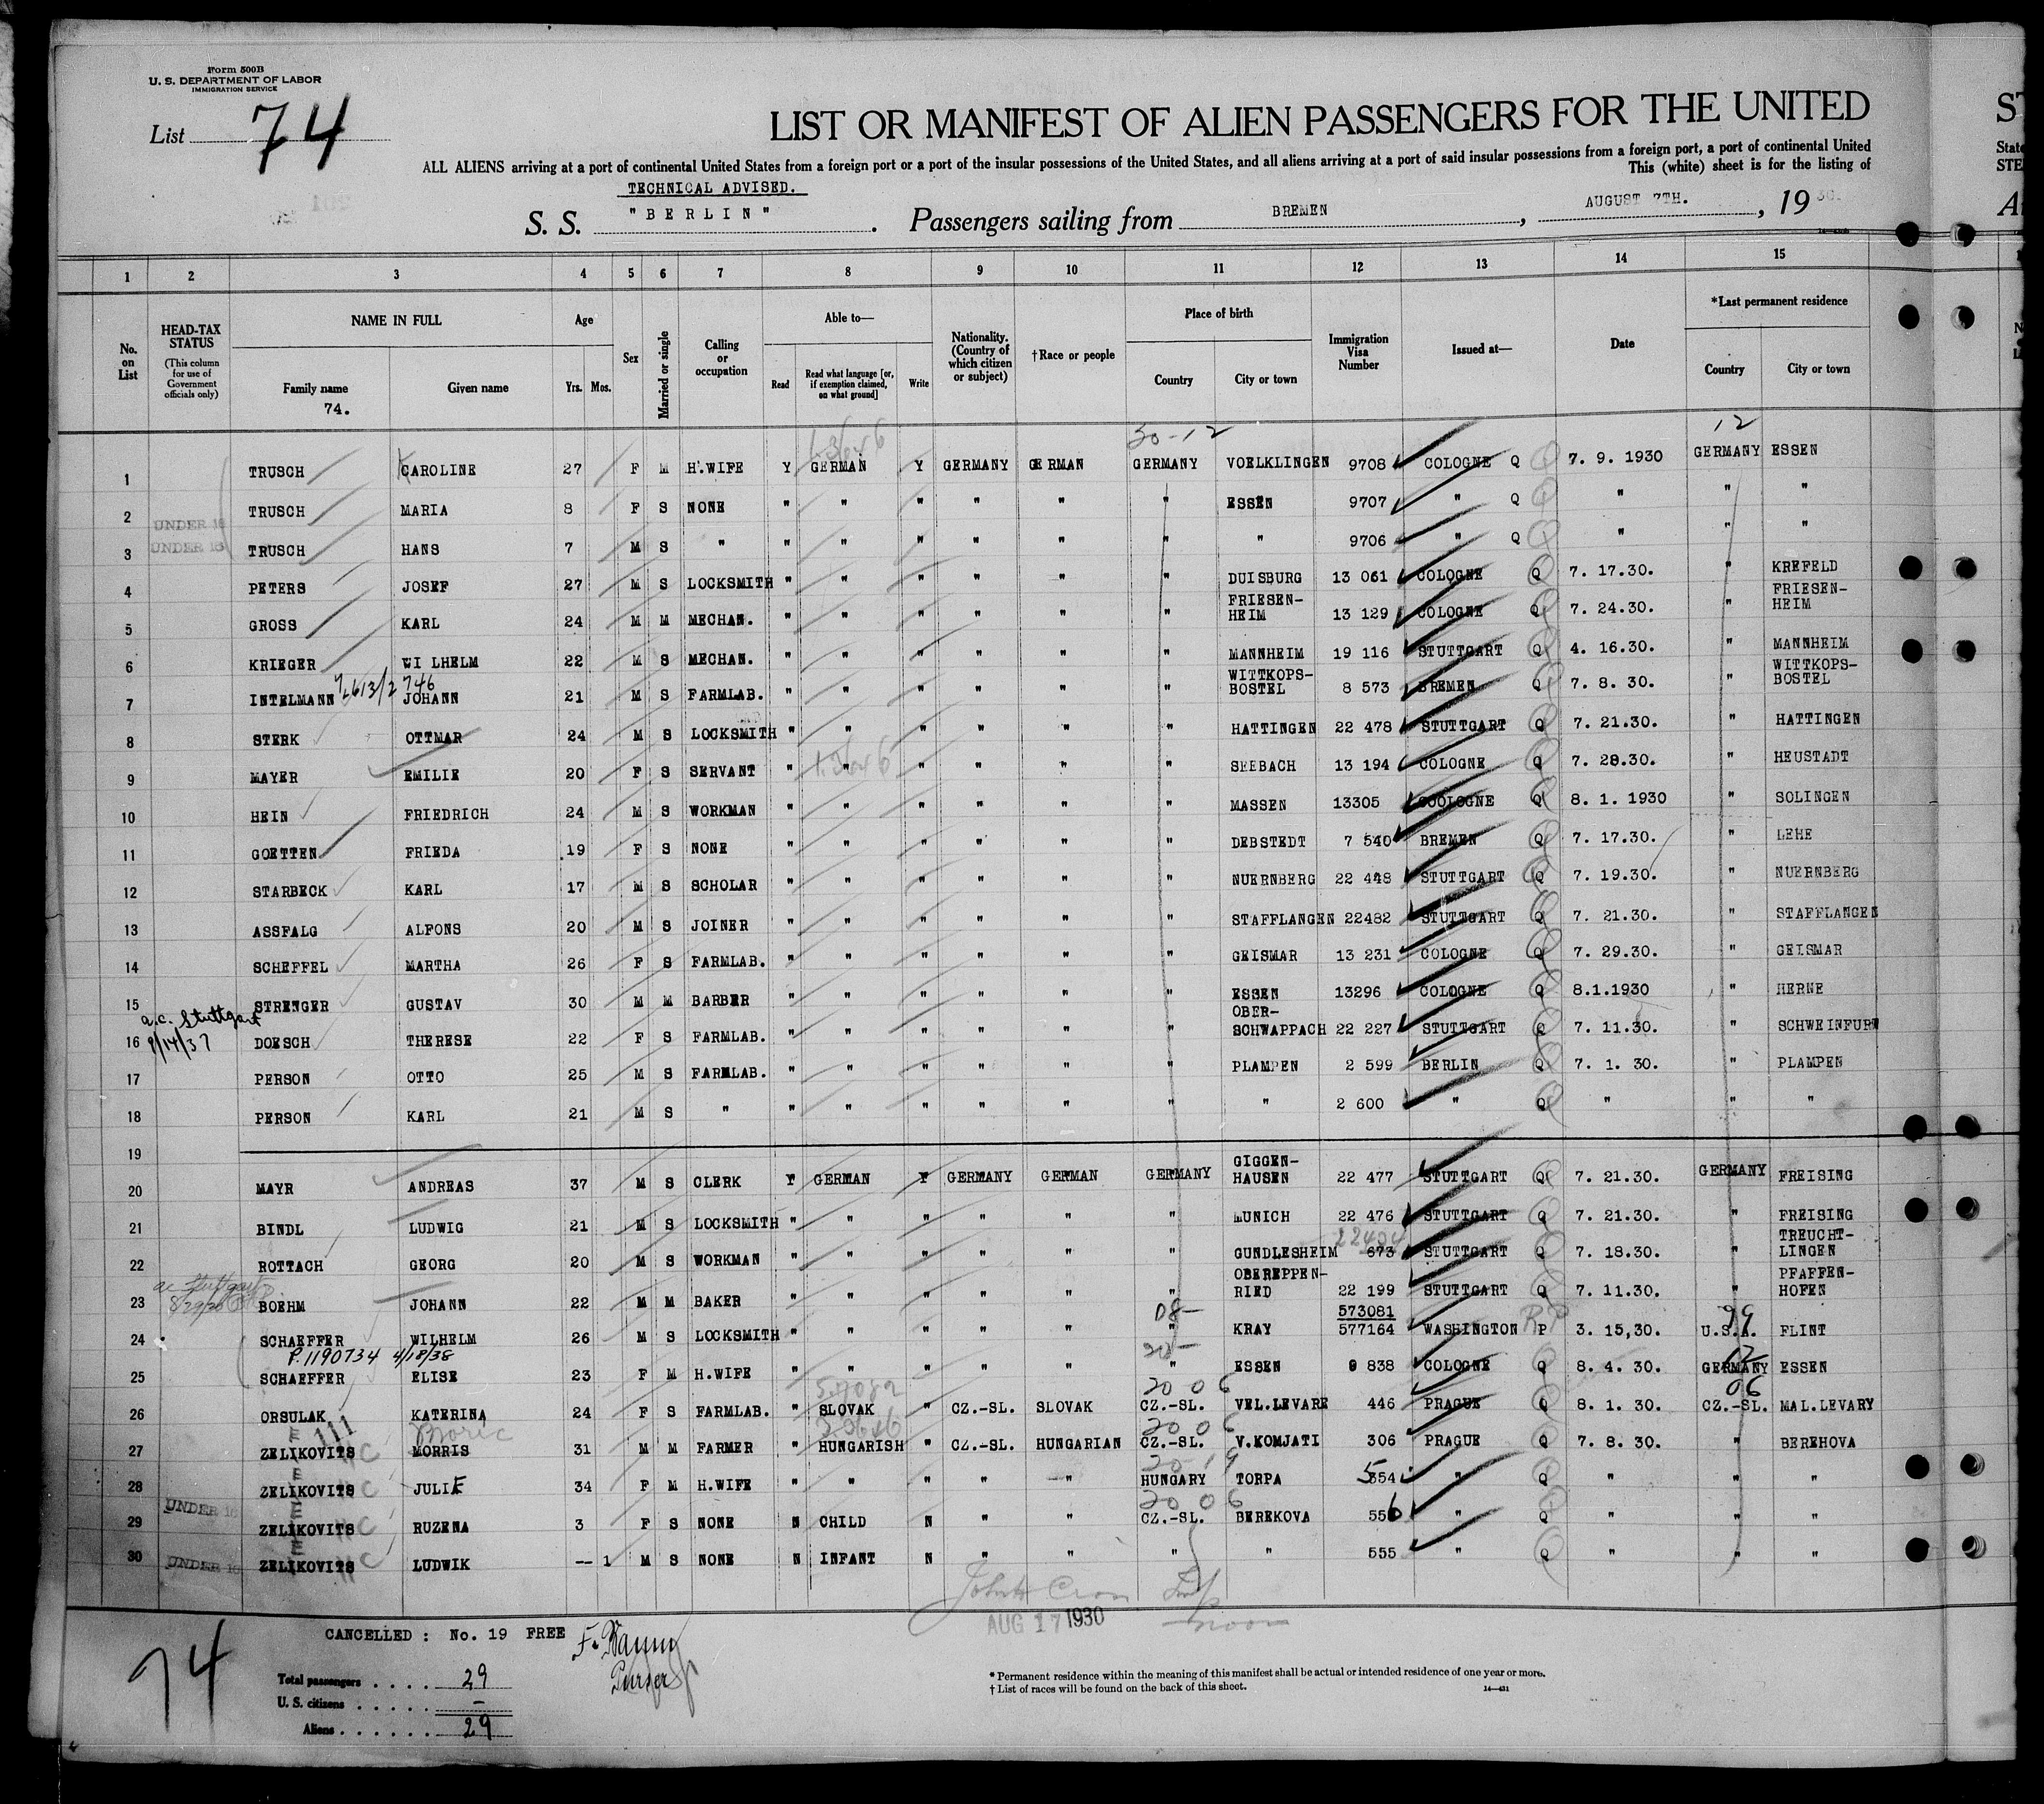 Form 500B
U. S. DEPARTMENT OF LABOR
IMMIGRATION SERVICE
List 74
LIST OR MANIFEST OF ALIEN PASSENGERS FOR THE UNITED
ALL ALIENS arriving at a port of continental United States from a foreign port or a port of the insular possessions of the United States, and all aliens arriving at a port of said insular possessions from a foreign port, a port of continental United
This (white) sheet is for the listing of
TECHNICAL ADVISED.
S. S. "BERLIN". Passengers sailing from BREMEN, AUGUST 7TH., 1930.
1 2 3 4 5 6 7 8 9 10 11 12 13 14 15
No. on List
HEAD-TAX STATUS
(This column for use of Government officials only)
NAME IN FULL
Family name
74.
Given name
Age
Yrs. Mos.
Sex
Married or single
Calling or occupation
Able to—
Read
Read what language [or, if exemption claimed, on what ground]
Write
Nationality. (Country of which citizen or subject)
†Race or people
Place of birth
Country
City or town
Immigration Visa Number
Issued at—
Date
*Last permanent residence
Country
City or town
30-12 12
1 TRUSCH CAROLINE 27 F M H'.WIFE Y GERMAN Y GERMANY GERMAN GERMANY VOELKLINGEN 9708 COLOGNE Q 7. 9. 1930 GERMANY ESSEN
2 UNDER 16 TRUSCH MARIA 8 F S NONE " " " " " " ESSEN 9707 " Q " " "
3 UNDER 16 TRUSCH HANS 7 M S " " " " " " " " 9706 " Q " " "
4 PETERS JOSEF 27 M S LOCKSMITH " " " " " " DUISBURG 13 061 COLOGNE Q 7. 17.30. " KREFELD
5 GROSS KARL 24 M M MECHAN. " " " " " " FRIESEN-HEIM 13 129 COLOGNE Q 7. 24.30. " FRIESEN-HEIM
6 KRIEGER WILHELM 22 M S MECHAN. " " " " " " MANNHEIM 19 116 STUTTGART Q 4. 16.30. " MANNHEIM
7 INTELMANN JOHANN 21 M S FARMLAB. " " " " " " WITTKOPS-BOSTEL 8 573 BREMEN Q 7. 8. 30. " WITTKOPS-BOSTEL
8 STERK OTTMAR 24 M S LOCKSMITH " " " " " " HATTINGEN 22 478 STUTTGART Q 7. 21.30. " HATTINGEN
9 MAYER EMILIE 20 F S SERVANT " " " " " " SEEBACH 13 194 COLOGNE Q 7. 28.30. " HEUSTADT
10 HEIN FRIEDRICH 24 M S WORKMAN " " " " " " MASSEN 13305 COOLOGNE Q 8. 1. 1930 " SOLINGEN
11 GOETTEN FRIEDA 19 F S NONE " " " " " " DEBSTEDT 7 540 BREMEN Q 7. 17.30. " LEHE
12 STARBECK KARL 17 M S SCHOLAR " " " " " " NUERNBERG 22 448 STUTTGART Q 7. 19.30. " NUERNBERG
13 ASSFALG ALFONS 20 M S JOINER " " " " " " STAFFLANGEN 22482 STUTTGART Q 7. 21.30. " STAFFLANGEN
14 SCHEFFEL MARTHA 26 F S FARMLAB. " " " " " " GEISMAR 13 231 COLOGNE Q 7. 29.30. " GEISMAR
15 STRENGER GUSTAV 30 M M BARBER " " " " " " ESSEN 13296 COLOGNE Q 8.1.1930 " HERNE
a.c. Stuttgart
16 DOESCH THERESE 22 F S FARMLAB. " " " " " " OBER-SCHWAPPACH 22 227 STUTTGART Q 7. 11.30. " SCHWEINFURT
17 PERSON OTTO 25 M S FARMLAB. " " " " " " PLAMPEN 2 599 BERLIN Q 7. 1. 30. " PLAMPEN
18 PERSON KARL 21 M S " " " " " " " " 2 600 " Q " " "
19
20 MAYR ANDREAS 37 M S CLERK Y GERMAN Y GERMANY GERMAN GERMANY GIGGEN-HAUSEN 22 477 STUTTGART Q 7. 21.30. GERMANY FREISING
21 BINDL LUDWIG 21 M S LOCKSMITH " " " " " " MUNICH 22 476 STUTTGART Q 7. 21.30. " FREISING
22 ROTTACH GEORG 20 M S WORKMAN " " " " " " GUNDLESHEIM 673 STUTTGART Q 7. 18.30. " TREUCHT-LINGEN
23 BOEHM JOHANN 22 M M BAKER " " " " " " OBEREPPEN-RIED 22 199 STUTTGART Q 7. 11.30. " PFAFFEN-HOFEN
573081
24 SCHAEFFER WILHELM 26 M S LOCKSMITH " " " " " " KRAY 577164 WASHINGTON P 3. 15,30. U.S.A. FLINT
P.1190734 4/18/38
25 SCHAEFFER ELISE 23 F M H.WIFE " " " " " " ESSEN 9 838 COLOGNE Q 8. 4. 30. GERMANY ESSEN
26 ORSULAK KATERINA 24 F S FARMLAB. " SLOVAK " CZ.-SL. SLOVAK CZ.-SL. VEL.LEVARE 446 PRAGUE Q 8. 1. 30. CZ.-SL. MAL.LEVARY
27 ZELIKOVITS MORRIS 31 M M FARMER " HUNGARISH " CZ.-SL. HUNGARIAN CZ.-SL. V.KOMJATI 306 PRAGUE Q 7. 8. 30. " BEREHOVA
28 ZELIKOVITS JULIE 34 F M H.WIFE " " " " " HUNGARY TORPA 554 " Q " " "
29 UNDER 16 ZELIKOVITS RUZENA 3 F S NONE N CHILD N " " CZ.-SL. BEREKOVA 556 " Q " " "
30 UNDER 16 ZELIKOVITS LUDWIK -- 1 M S NONE N INFANT N " " " " 555 " Q " " "
AUG 17 1930
noon
CANCELLED : No. 19 FREE
Purser
74
Total passengers . . . . 29
U. S. citizens . . . . . –
Aliens . . . . . . 29
* Permanent residence within the meaning of this manifest shall be actual or intended residence of one year or more.
† List of races will be found on the back of this sheet.
14—431